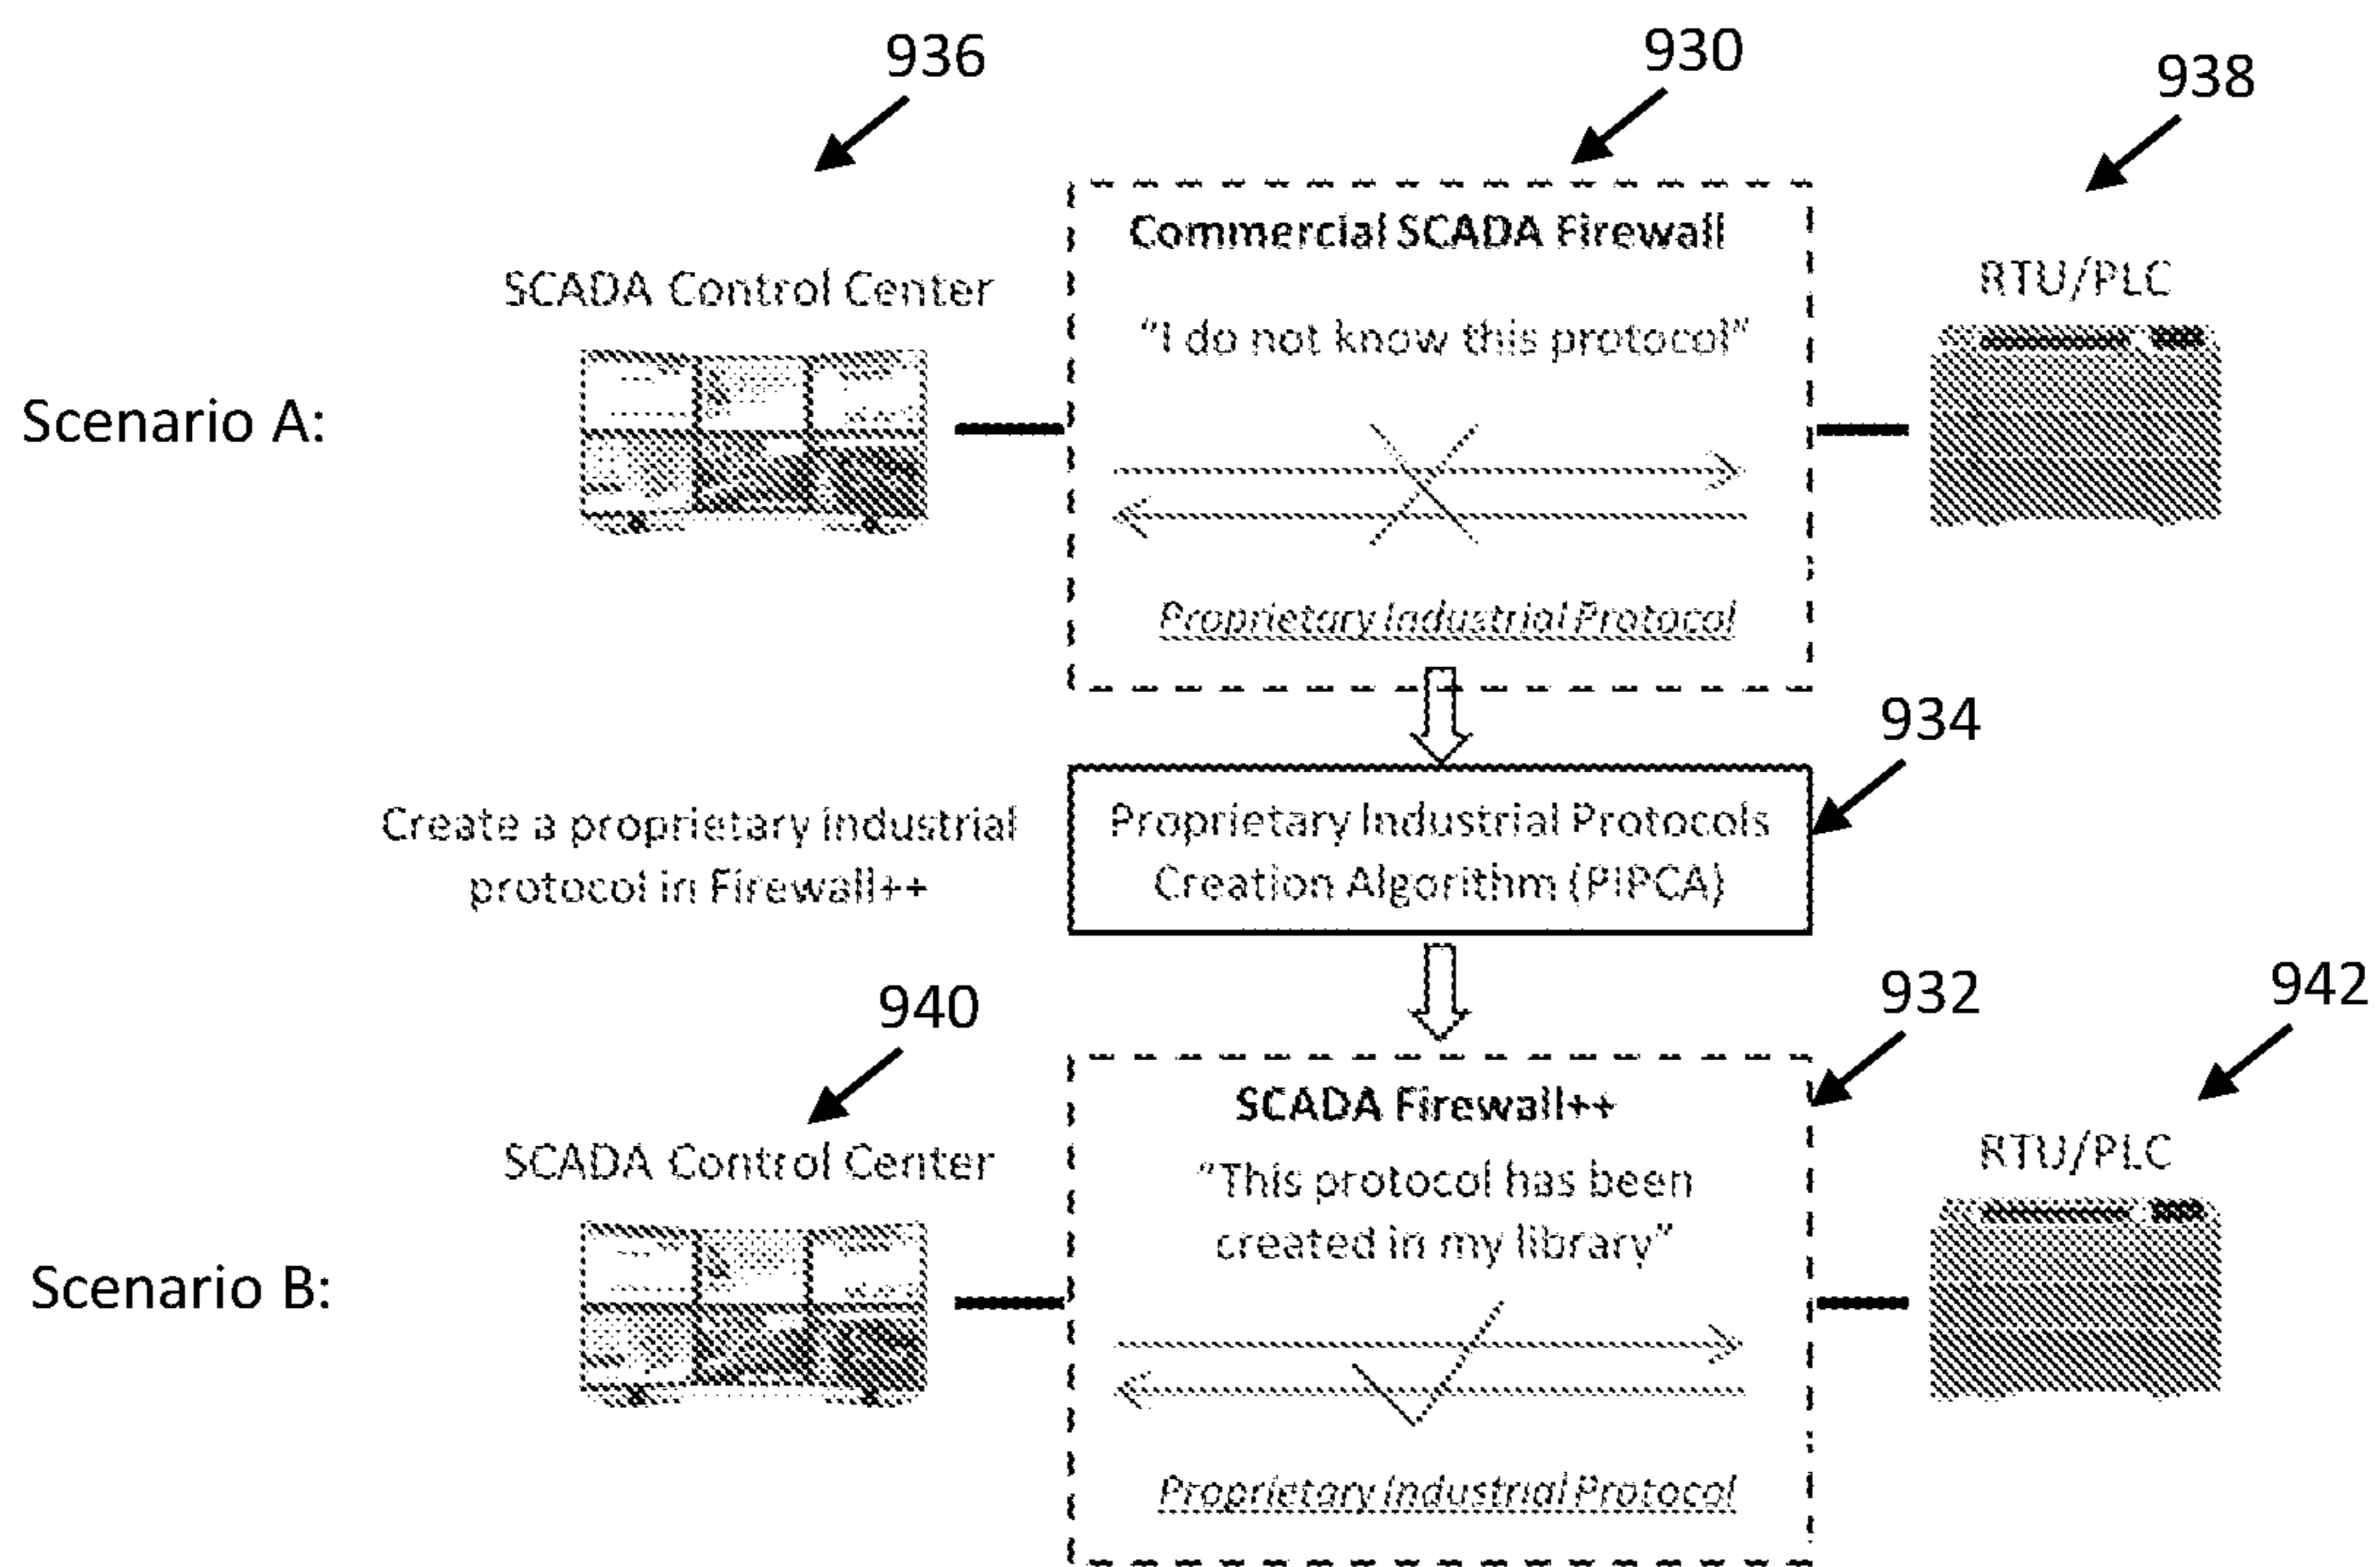 936
930
938
Commercial SCADA Firewall
SCADA Control Center
RTU/PLC
"I do not know this protocol"
Scenario A:
Proprietary Industrial Protocol
934
Create a proprietary industrial
protocol in Firewall++
Proprietary Industrial Protocols
Creation Algorithm (PIPCA)
940
932
942
SCADA Firewall++
SCADA Control Center
RTU/PLC
"This protocol has been
created in my library"
Scenario B:
Proprietary Industrial Protocol